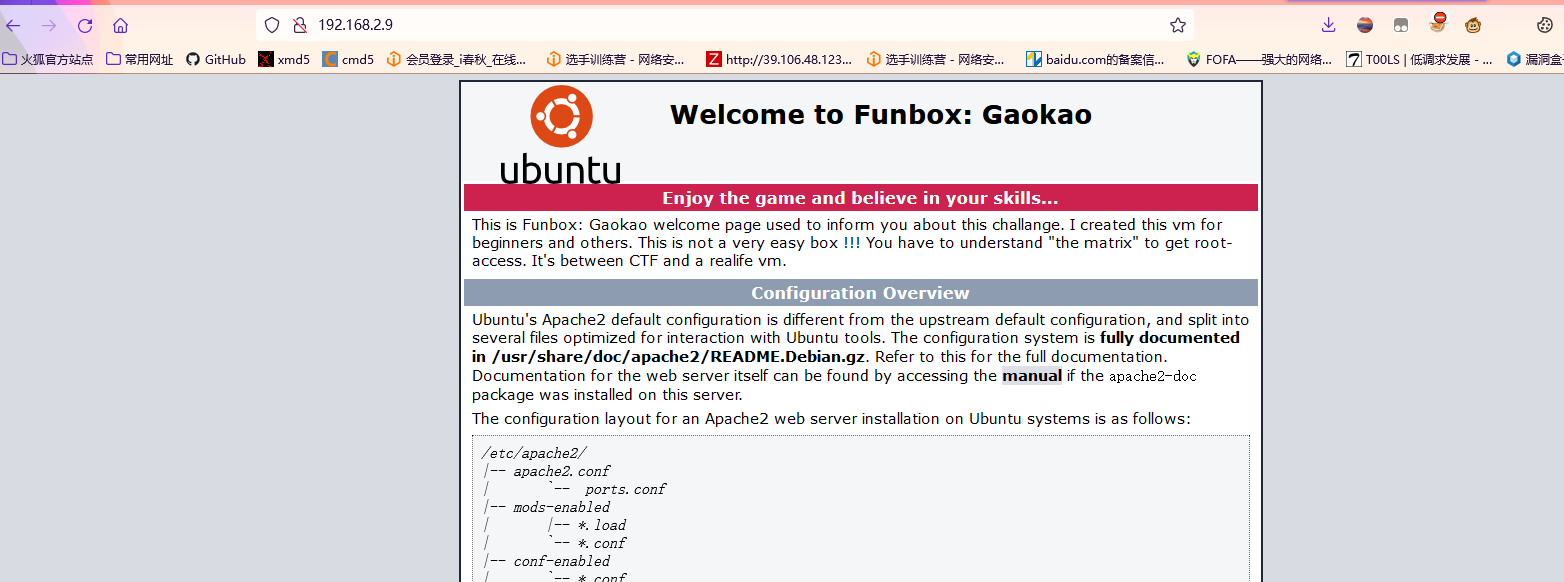 192.168.2.9
火狐官方站点 常用网址 GitHub xmd5 cmd5 会员登录_i春秋_在线... 选手训练营 - 网络安... http://39.106.48.123... 选手训练营 - 网络安... baidu.com的备案信... FOFA——强大的网络... T00LS | 低调求发展 - ... 漏洞盒
ubuntu
Welcome to Funbox: Gaokao
Enjoy the game and believe in your skills...
This is Funbox: Gaokao welcome page used to inform you about this challange. I created this vm for
beginners and others. This is not a very easy box !!! You have to understand "the matrix" to get root-
access. It's between CTF and a realife vm.
Configuration Overview
Ubuntu's Apache2 default configuration is different from the upstream default configuration, and split into
several files optimized for interaction with Ubuntu tools. The configuration system is fully documented
in /usr/share/doc/apache2/README.Debian.gz. Refer to this for the full documentation.
Documentation for the web server itself can be found by accessing the manual if the apache2-doc
package was installed on this server.
The configuration layout for an Apache2 web server installation on Ubuntu systems is as follows:
/etc/apache2/
|-- apache2.conf
|       `--  ports.conf
|-- mods-enabled
|       |-- *.load
|       `-- *.conf
|-- conf-enabled
|       `-- *.conf